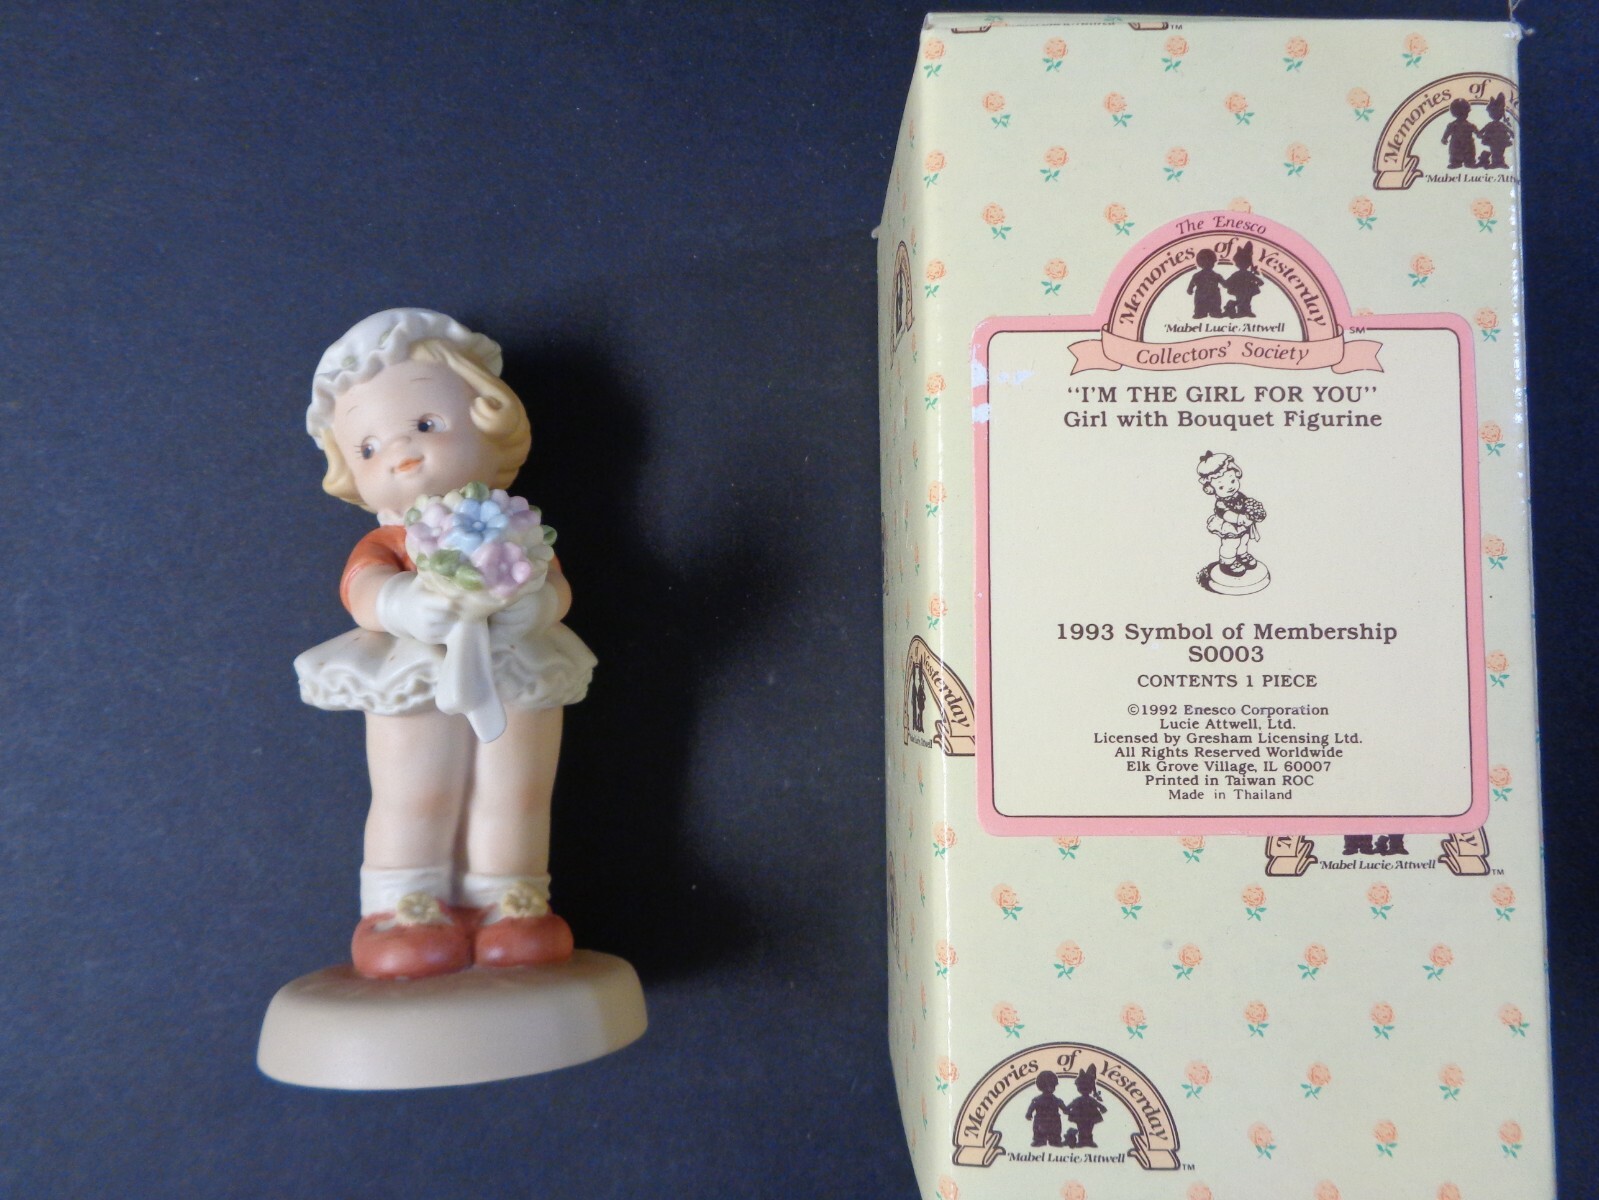 TM
Memories of Y
Mabel Lucie Att
The Enesco
Memories of Yesterday
Mabel Lucie Attwell
SM
Collectors' Society
"I'M THE GIRL FOR YOU"
Girl with Bouquet Figurine
1993 Symbol of Membership
S0003
CONTENTS 1 PIECE
©1992 Enesco Corporation
Lucie Attwell, Ltd.
Licensed by Gresham Licensing Ltd.
All Rights Reserved Worldwide
Elk Grove Village, IL 60007
Printed in Taiwan ROC
Made in Thailand
Yesterday
Mabel Lucie Attwell
TM
Memories of Yesterday
Mabel Lucie Attwell
TM